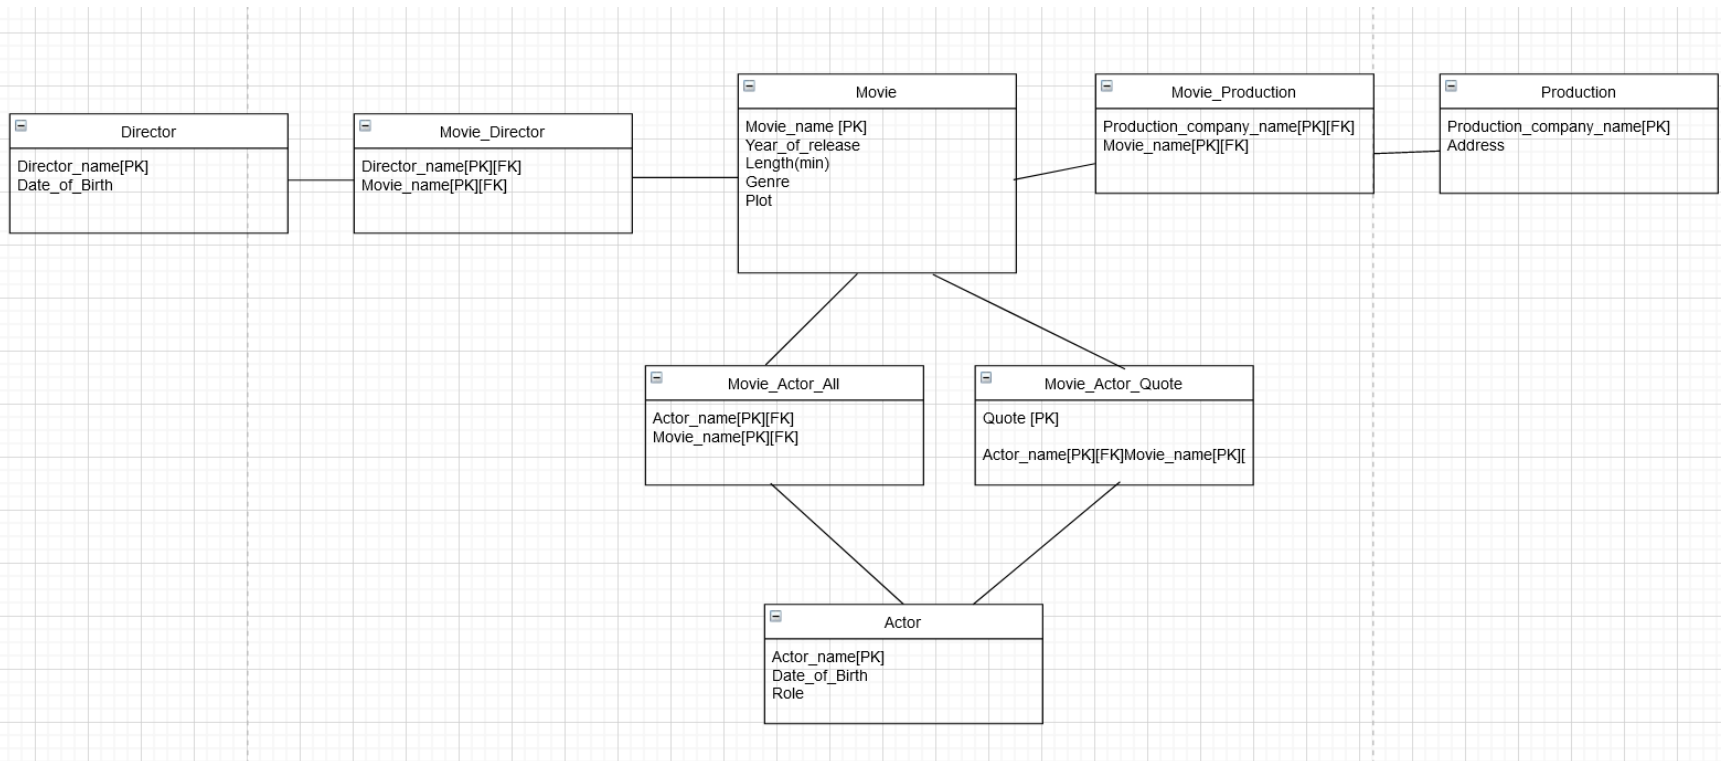 Director
Director_name[PK]
Date_of_Birth
Movie_Director
Director_name[PK][FK]
Movie_name[PK][FK]
Movie
Movie_name [PK]
Year_of_release
Length(min)
Genre
Plot
Movie_Production
Production_company_name[PK][FK]
Movie_name[PK][FK]
Production
Production_company_name[PK]
Address
Movie_Actor_All
Actor_name[PK][FK]
Movie_name[PK][FK]
Movie_Actor_Quote
Quote [PK]
Actor_name[PK][FK]Movie_name[PK][
Actor
Actor_name[PK]
Date_of_Birth
Role